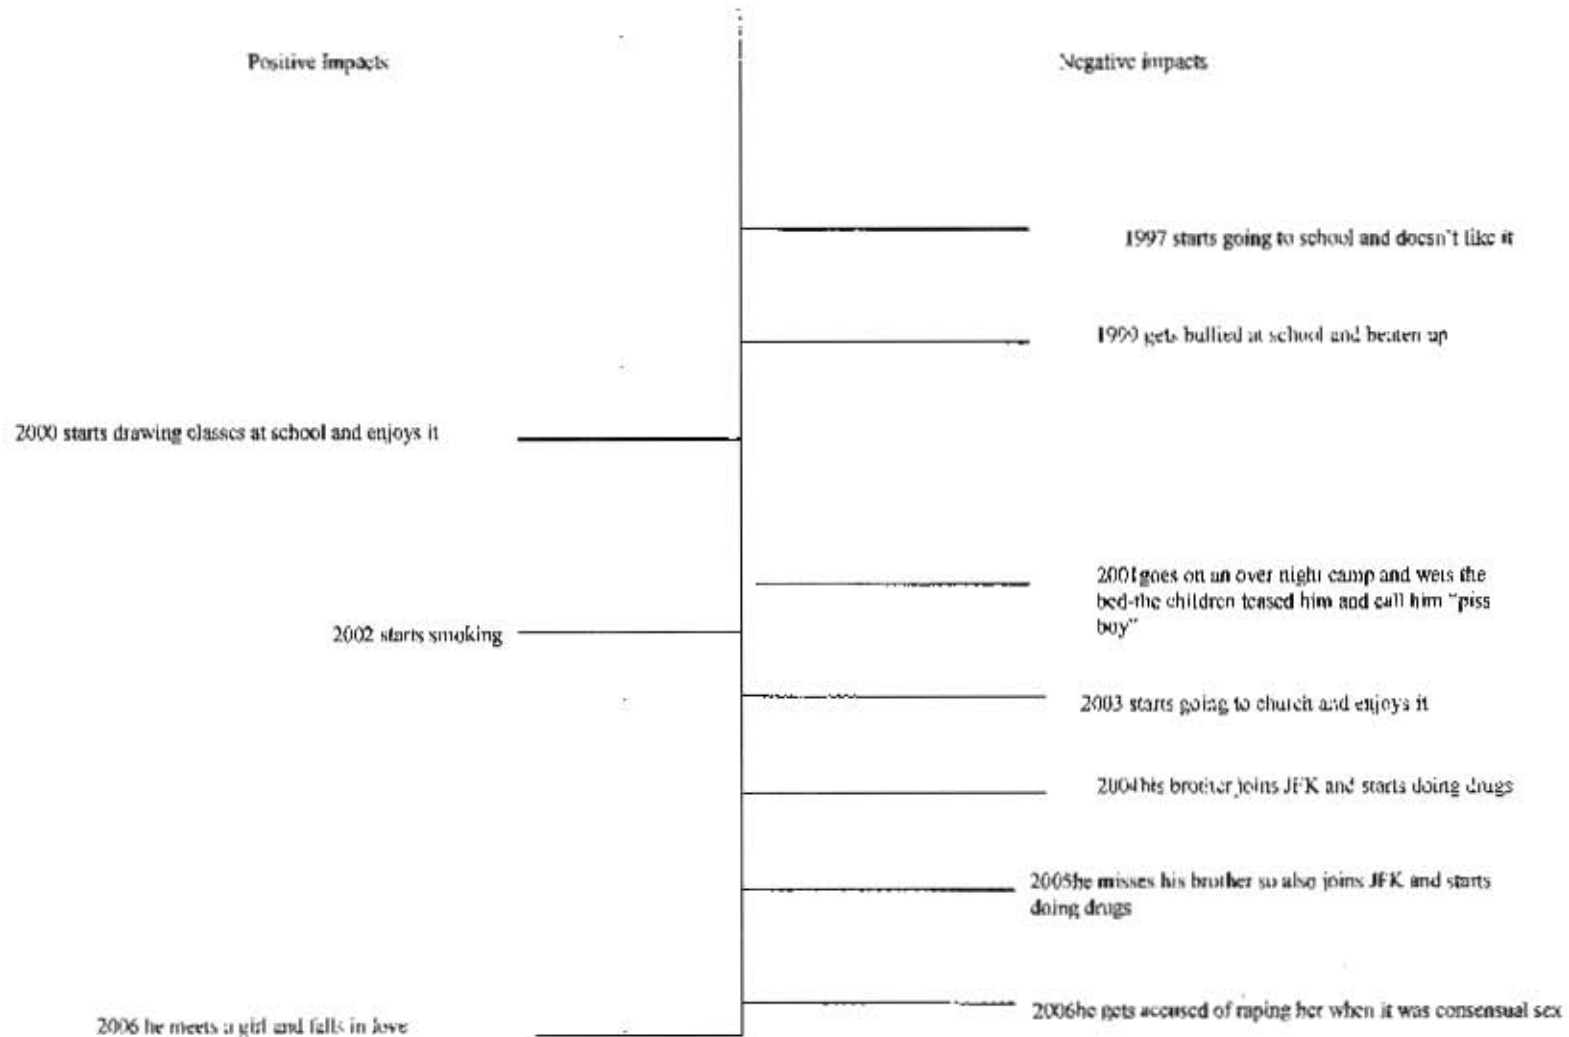 Positive Impacts
Negative impacts
1997 starts going to school and doesn't like it
1999 gets bullied at school and beaten up
2000 starts drawing classes at school and enjoys it
2001goes on an over night camp and wets the
bed-the children teased him and call him "piss
boy"
2002 starts smoking
2003 starts going to church and enjoys it
2004his brother joins JFK and starts doing drugs
2005he misses his brother so also joins JFK and starts
doing drugs
2006he gets accused of raping her when it was consensual sex
2006 he meets a girl and falls in love